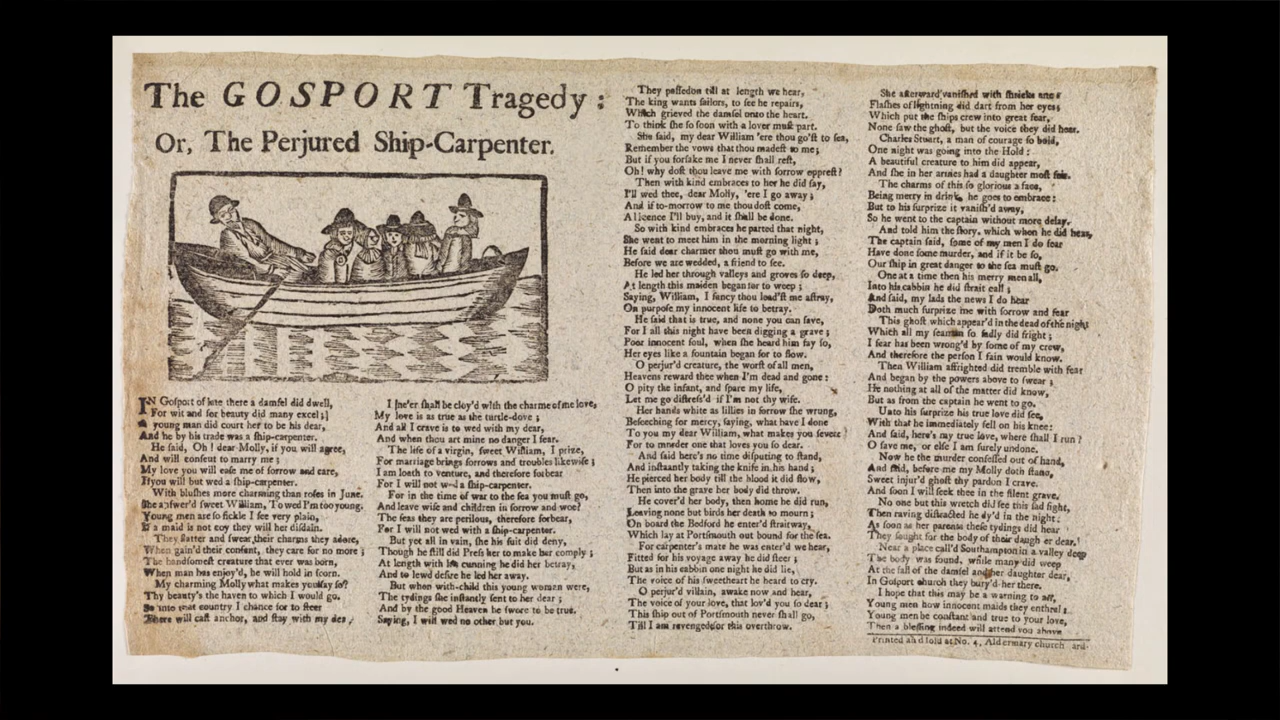 The GOSPORT Tragedy:
Or, The Perjured Ship-Carpenter.
IN Gosport of late there a damsel did dwell,
For wit and for beauty did many excel;
A young man did court her to be his dear,
And he by his trade was a ship-carpenter.
He said, Oh! dear Molly, if you will agree,
And will consent to marry me;
My love you will ease me of sorrow and care,
If you will but wed a ship-carpenter.
With blushes more charming than roses in June.
She answer'd sweet William, To wed I'm too young.
Young men are so fickle I see very plain,
If a maid is not coy they will her disdain.
They flatter and swear their charms they adore,
When gain'd their consent, they care for no more;
The handsomest creature that ever was born,
When man has enjoy'd, he will hold in scorn.
My charming Molly what makes you say so?
Thy beauty's the haven to which I would go.
So into that country I chance for to steer
There will cast anchor, and stay with my dear,
I ne'er shall be cloy'd with the charms of me love,
My love is as true as the turtle-dove;
And all I crave is to wed with my dear,
And when thou art mine no danger I fear.
The life of a virgin, sweet William, I prize,
For marriage brings sorrows and troubles likewise;
I am loath to venture, and therefore forbear
For I will not wed a ship-carpenter.
For in the time of war to the sea you must go,
And leave wife and children in sorrow and woe?
The seas they are perilous, therefore forbear,
For I will not wed with a ship-carpenter.
But yet all in vain, she his suit did deny,
Though he still did Press her to make her comply;
At length with his cunning he did her betray,
And to lewd desire he led her away.
But when with-child this young women were,
The tydings she instantly sent to her dear;
And by the good Heaven he swore to be true.
Saying, I will wed no other but you.
They passedon till at length we hear,
The king wants sailors, to see he repairs,
Which grieved the damsel unto the heart.
To think she so soon with a lover must part.
She said, my dear William 'ere thou go'st to sea,
Remember the vows that thou madest to me;
But if you forsake me I never shall rest,
Oh! why dost thou leave me with sorrow opprest?
Then with kind embraces to her he did say,
I'll wed thee, dear Molly, 'ere I go away;
And if to-morrow to me thou dost come,
A licence I'll buy, and it shall be done.
So with kind embraces he parted that night,
She went to meet him in the morning light;
He said dear charmer thou must go with me,
Before we are wedded, a friend to see.
He led her through valleys and groves so deep,
At length this maiden began for to weep;
Saying, William, I fancy thou lead'st me astray,
On purpose my innocent life to betray.
He said that is true, and none you can save,
For I all this night have been digging a grave;
Poor innocent soul, when she heard him say so,
Her eyes like a fountain began for to flow.
O perjur'd creature, the worst of all men,
Heavens reward thee when I'm dead and gone:
O pity the infant, and spare my life,
Let me go distress'd if I'm not thy wife.
Her hands white as lillies in sorrow she wrung,
Beseeching for mercy, saying, what have I done
To you my dear William, what makes you severe?
For to murder one that loves you so dear.
And said here's no time disputing to stand,
And instantly taking the knife in his hand;
He pierced her body till the blood it did flow,
Then into the grave her body did throw.
He cover'd her body, then home he did run,
Leaving none but birds her death to mourn;
On board the Bedford he enter'd straitway,
Which lay at Portsmouth out bound for the sea.
For carpenter's mate he was enter'd we hear,
Fitted for his voyage away he did steer;
But as in his cabbin one night he did lie,
The voice of his sweetheart he heard to cry.
O perjur'd villain, awake now and hear,
The voice of your love, that lov'd you so dear;
This ship out of Portsmouth never shall go,
Till I am revenged for this overthrow.
She afterward vanished with shrieks and
Flashes of lightning did dart from her eyes;
Which put the ships crew into great fear,
None saw the ghost, but the voice they did hear.
Charles Stuart, a man of courage so bold,
One night was going into the Hold:
A beautiful creature to him did appear,
And she in her armes had a daughter most fair.
The charms of this so glorious a face,
Being merry in drink, he goes to embrace:
But to his surprize it vanish'd away,
So he went to the captain without more delay.
And told him the story, which when he did hear,
The captain said, some of my men I do fear
Have done some murder, and if it be so,
Our ship in great danger to the sea must go.
One at a time then his merry men all,
Into his cabbin he did strait call;
And said, my lads the news I do hear
Doth much surprize me with sorrow and fear
This ghost which appear'd in the dead of the night
Which all my seamen so sadly did fright;
I fear has been wrong'd by some of my crew,
And therefore the person I fain would know.
Then William affrighted did tremble with fear
And began by the powers above to swear;
He nothing at all of the matter did know,
But as from the captain he went to go.
Unto his surprize his true love did see,
With that he immediately fell on his knee:
And said, here's my true love, where shall I run?
O save me, or else I am surely undone.
Now he the murder confessed out of hand,
And said, before me my Molly doth stand,
Sweet injur'd ghost thy pardon I crave.
And soon I will seek thee in the silent grave.
No one but this wretch did see this sad fight,
Then raving distracted he dy'd in the night:
As soon as her parents these tydings did hear
They sought for the body of their daughter dear.
Near a place call'd Southampton in a valley deep
The body was found, while many did weep
At the fall of the damsel and her daughter dear,
In Gosport church they bury'd her there.
I hope that this may be a warning to all,
Young men how innocent maids they enthral;
Young men be constant and true to your love,
Then a blessing indeed will attend you above
Printed and sold at No. 4, Aldermary church ard.